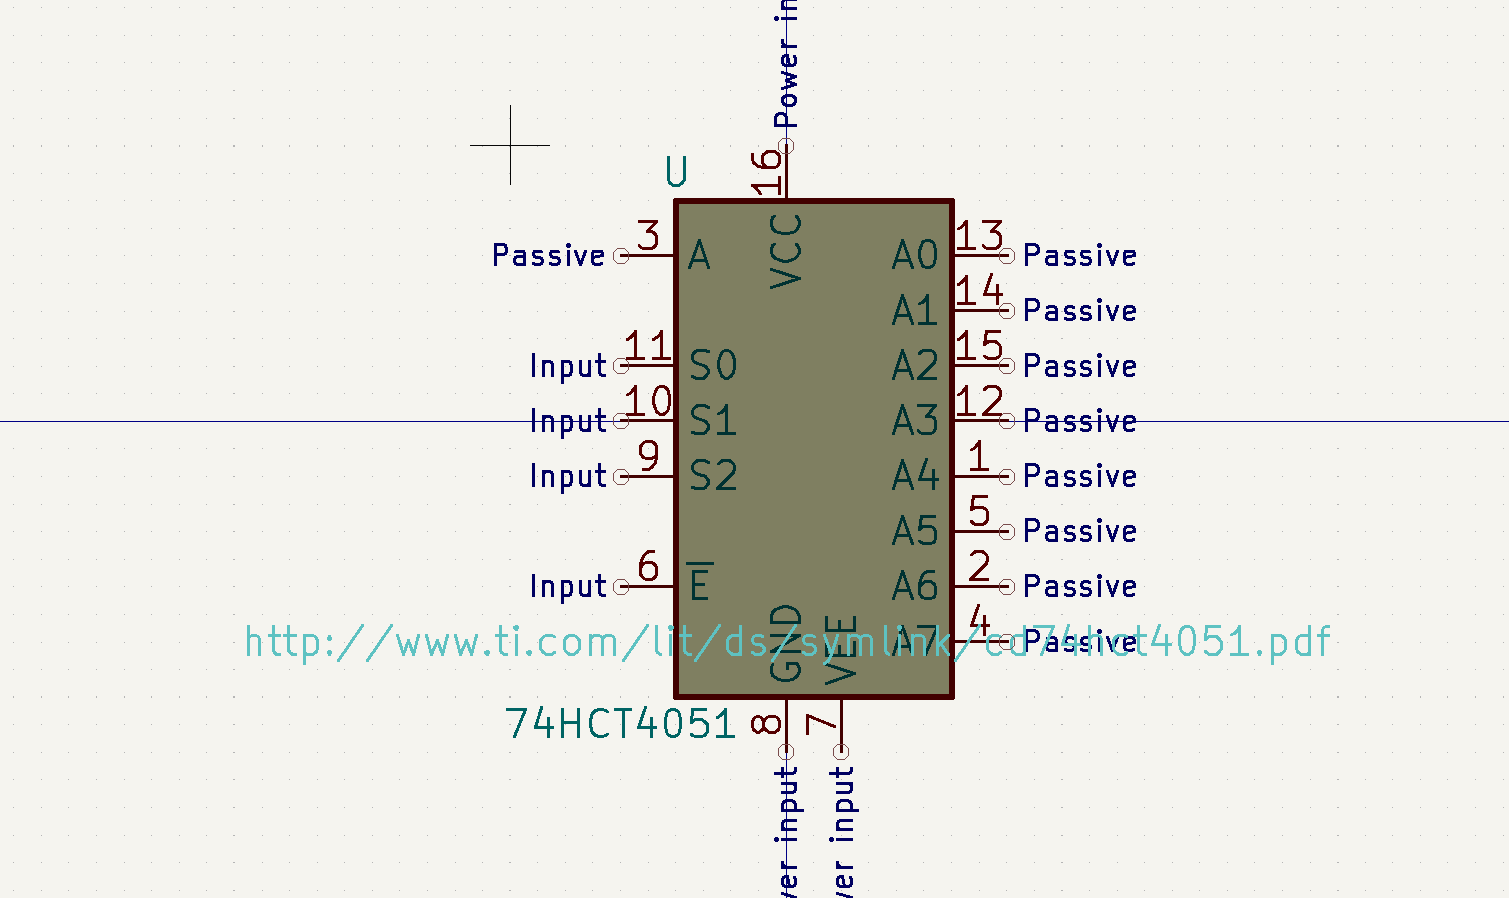 Power in
16
U
VCC
Passive 3 A A0 13 Passive
A1 14 Passive
Input 11 S0 A2 15 Passive
Input 10 S1 A3 12 Passive
Input 9 S2 A4 1 Passive
A5 5 Passive
Input 6 E A6 2 Passive
A7 4 Passive
http://www.ti.com/lit/ds/symlink/cd74hct4051.pdf
GND VEE
74HCT4051
8 7
wer input
wer input